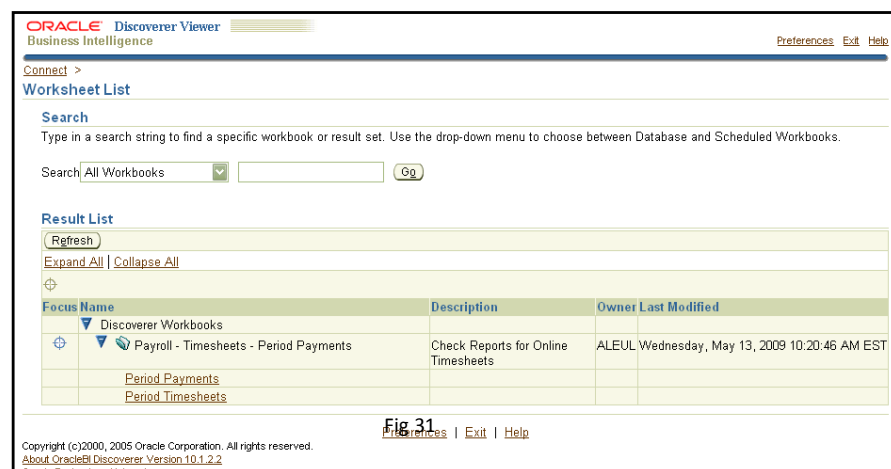 ORACLE Discoverer Viewer
Business Intelligence
Preferences Exit Help
Connect >
Worksheet List
Search
Type in a search string to find a specific workbook or result set. Use the drop-down menu to choose between Database and Scheduled Workbooks.
Search All Workbooks Go
Result List
Refresh
Expand All | Collapse All
Focus Name Description Owner Last Modified
Discoverer Workbooks
Payroll - Timesheets - Period Payments Check Reports for Online Timesheets ALEUL Wednesday, May 13, 2009 10:20:46 AM EST
Period Payments
Period Timesheets
Fig 31
Preferences | Exit | Help
Copyright (c)2000, 2005 Oracle Corporation. All rights reserved.
About OracleBI Discoverer Version 10.1.2.2